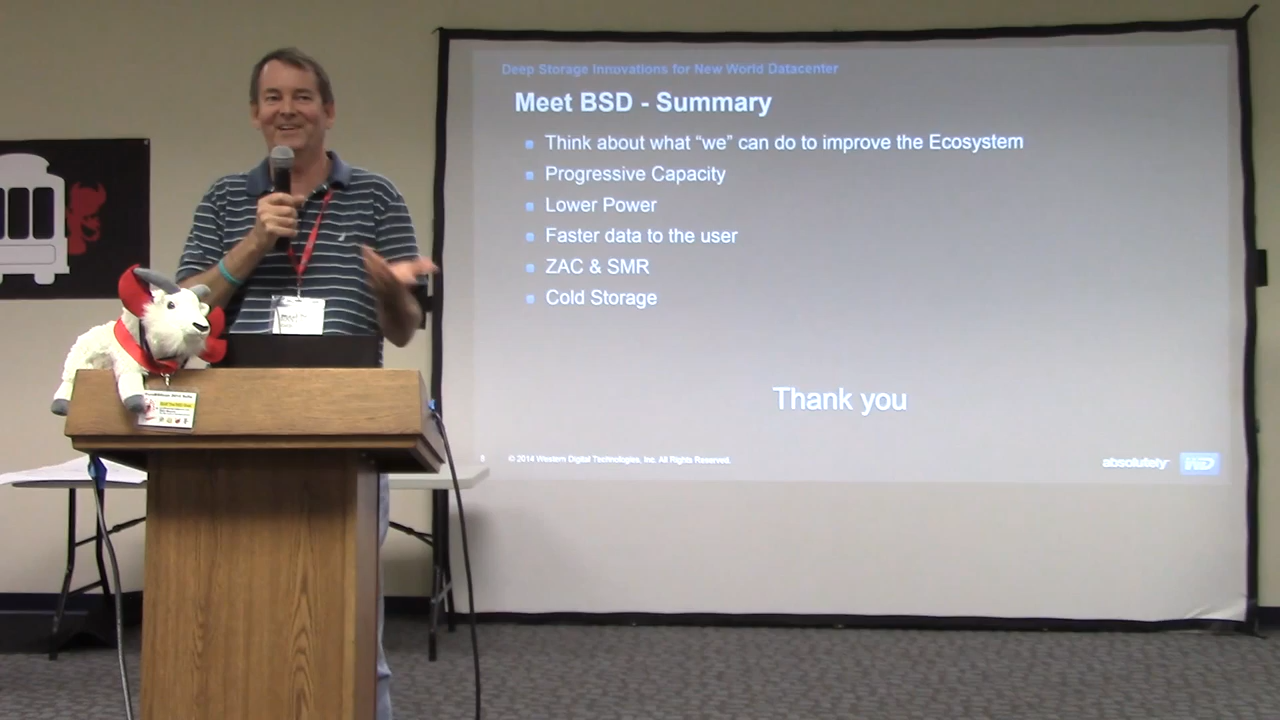 Deep Storage Innovations for New World Datacenter
Meet BSD - Summary
Think about what “we” can do to improve the Ecosystem
Progressive Capacity
Lower Power
Faster data to the user
ZAC & SMR
Cold Storage
Thank you
8 © 2014 Western Digital Technologies, Inc. All Rights Reserved.
absolutely WD